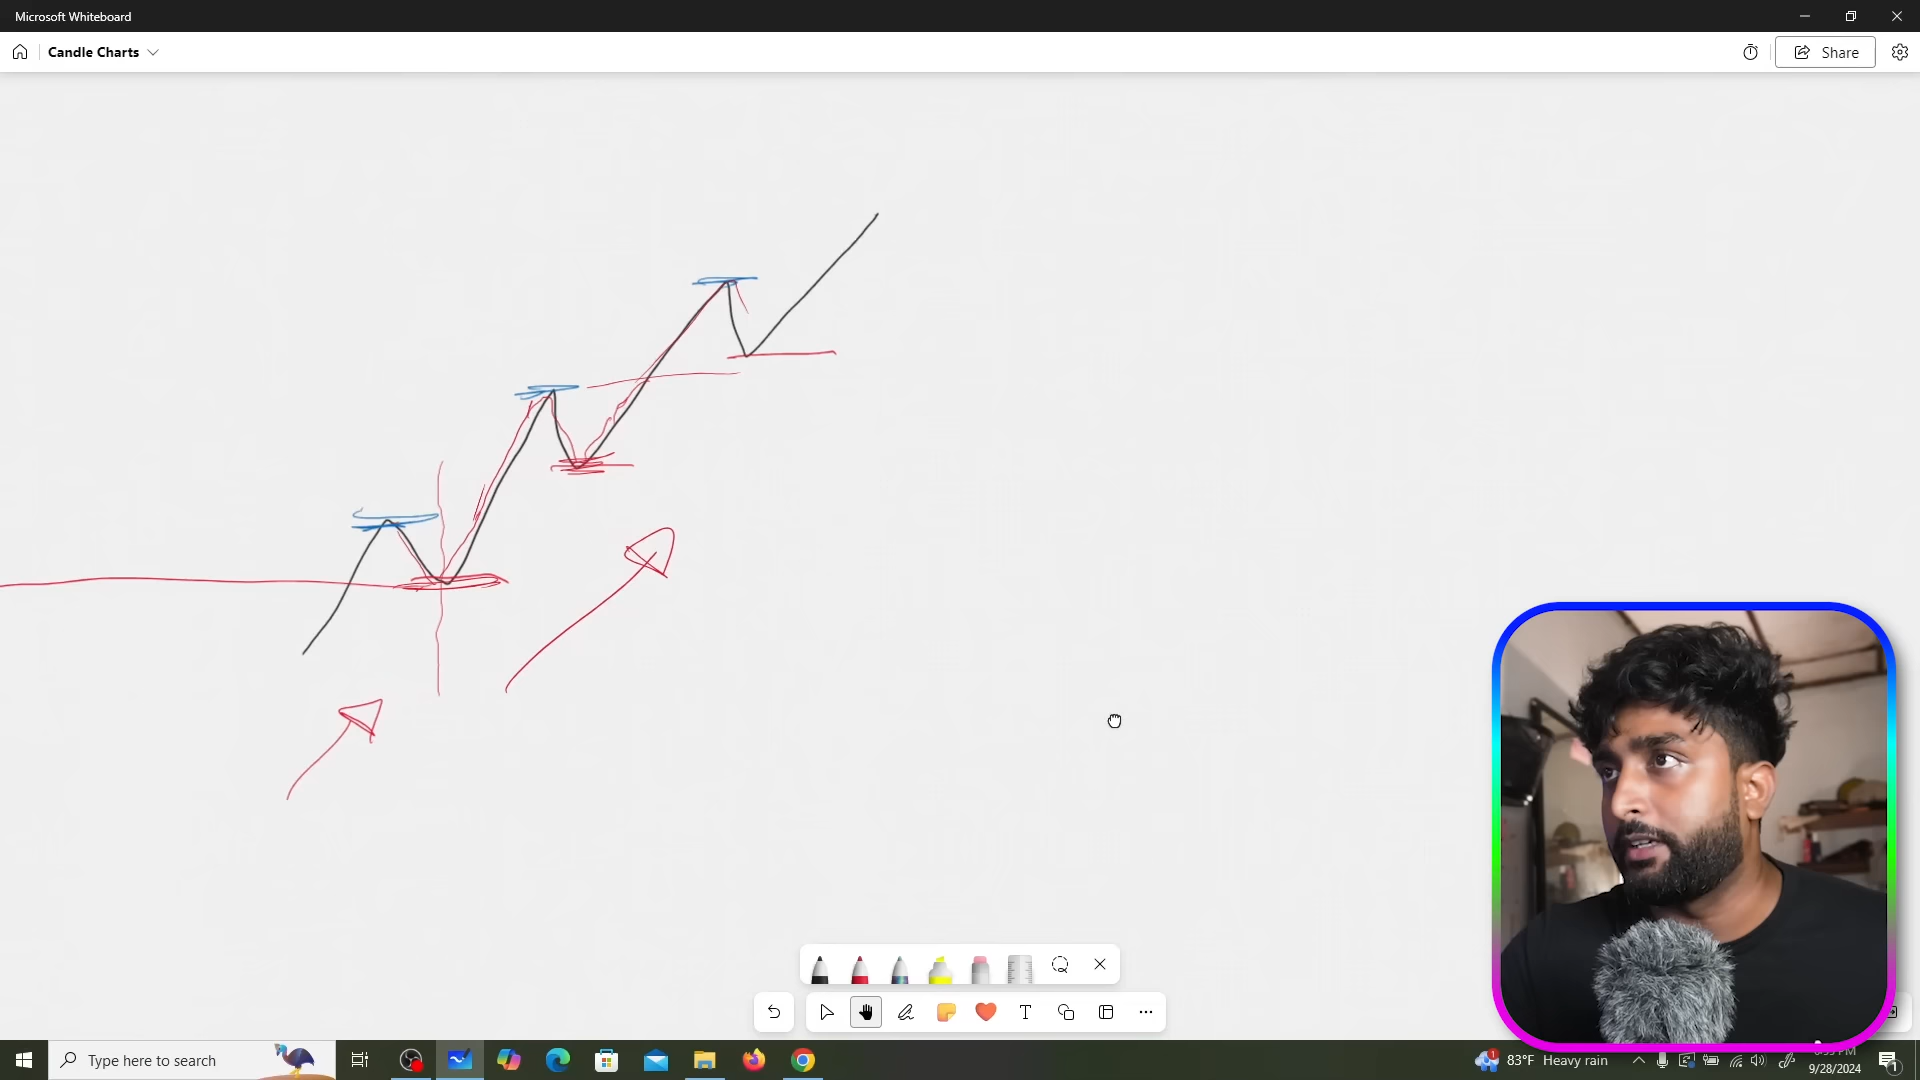 Microsoft Whiteboard
Candle Charts
Share
Type here to search
83°F Heavy rain
9/28/2024